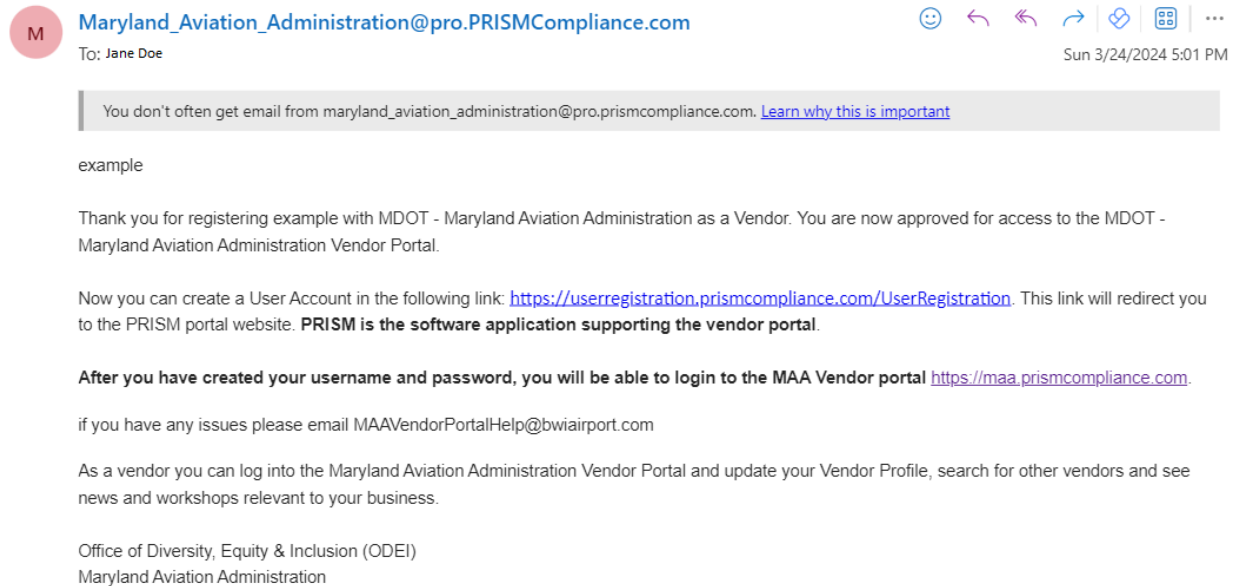 M
Maryland_Aviation_Administration@pro.PRISMCompliance.com
To: Jane Doe
Sun 3/24/2024 5:01 PM
You don't often get email from maryland_aviation_administration@pro.prismcompliance.com. Learn why this is important
example
Thank you for registering example with MDOT - Maryland Aviation Administration as a Vendor. You are now approved for access to the MDOT -
Maryland Aviation Administration Vendor Portal.
Now you can create a User Account in the following link: https://userregistration.prismcompliance.com/UserRegistration. This link will redirect you
to the PRISM portal website. PRISM is the software application supporting the vendor portal.
After you have created your username and password, you will be able to login to the MAA Vendor portal https://maa.prismcompliance.com.
if you have any issues please email MAAVendorPortalHelp@bwiairport.com
As a vendor you can log into the Maryland Aviation Administration Vendor Portal and update your Vendor Profile, search for other vendors and see
news and workshops relevant to your business.
Office of Diversity, Equity & Inclusion (ODEI)
Maryland Aviation Administration